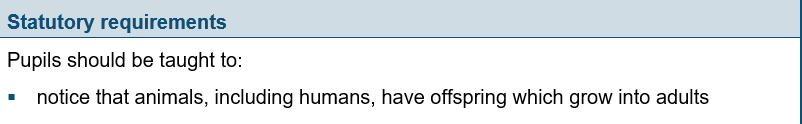 Statutory requirements
Pupils should be taught to:
▪ notice that animals, including humans, have offspring which grow into adults